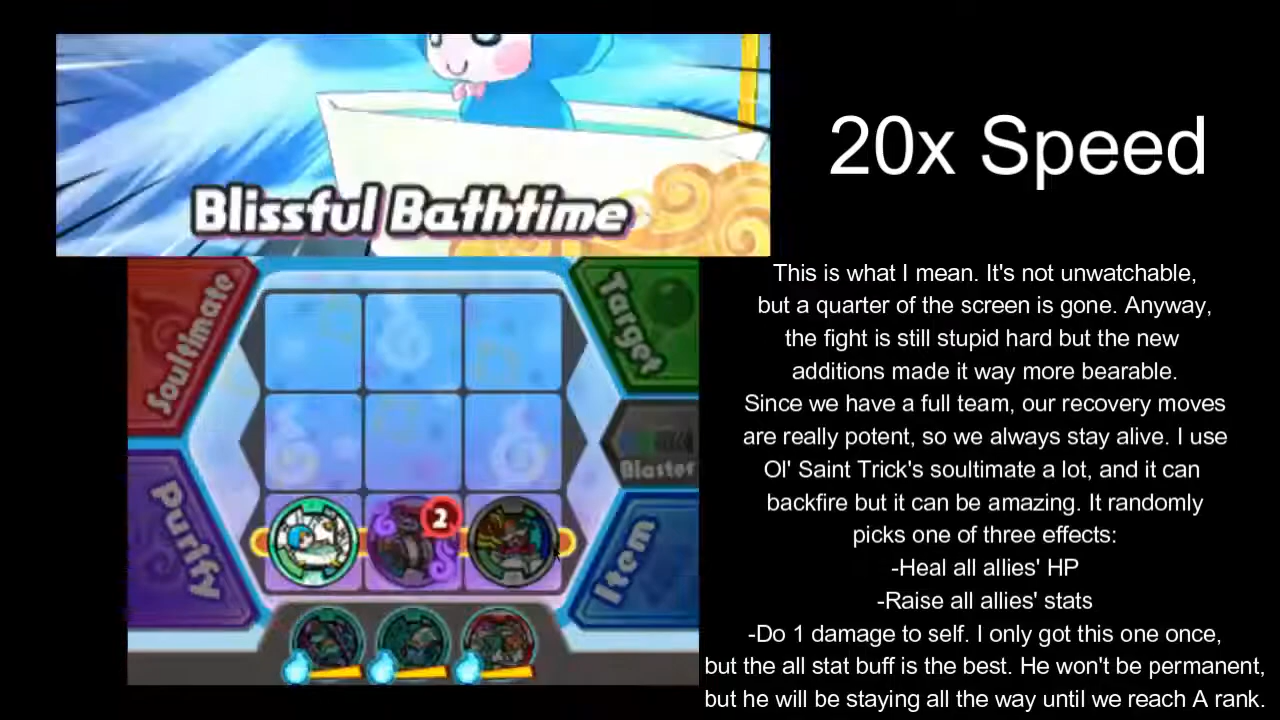 Blissful Bathtime
20x Speed
Soultimate
Target
Blaster
Purify
2
Item
This is what I mean. It's not unwatchable,
but a quarter of the screen is gone. Anyway,
the fight is still stupid hard but the new
additions made it way more bearable.
Since we have a full team, our recovery moves
are really potent, so we always stay alive. I use
Ol' Saint Trick's soultimate a lot, and it can
backfire but it can be amazing. It randomly
picks one of three effects:
-Heal all allies' HP
-Raise all allies' stats
-Do 1 damage to self. I only got this one once,
but the all stat buff is the best. He won't be permanent,
but he will be staying all the way until we reach A rank.